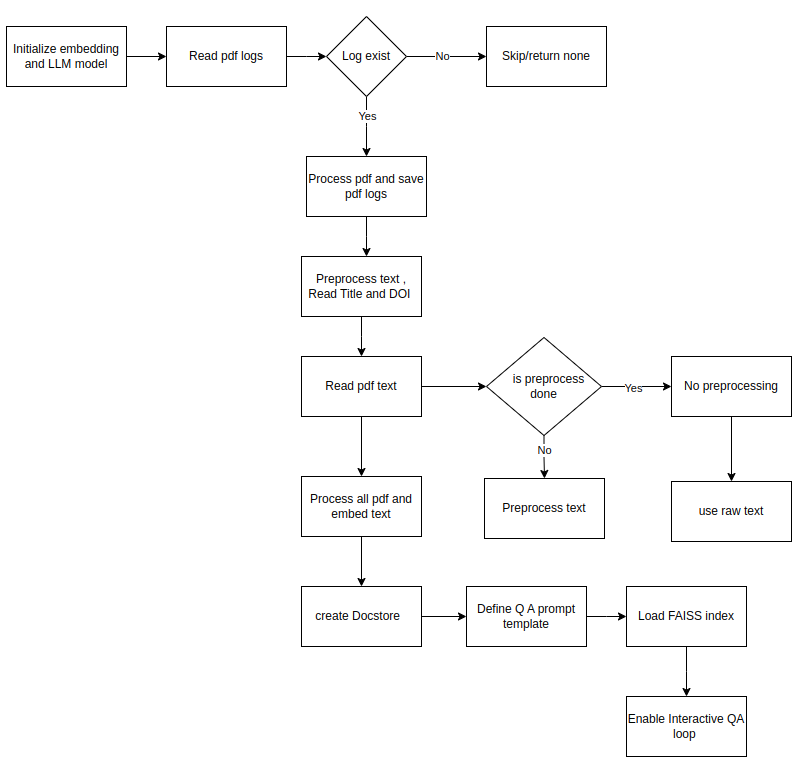 Initialize embedding
and LLM model
Read pdf logs
Log exist
No
Skip/return none
Yes
Process pdf and save
pdf logs
Preprocess text ,
Read Title and DOI
Read pdf text
is preprocess
done
Yes
No preprocessing
No
Process all pdf and
embed text
Preprocess text
use raw text
create Docstore
Define Q A prompt
template
Load FAISS index
Enable Interactive QA
loop